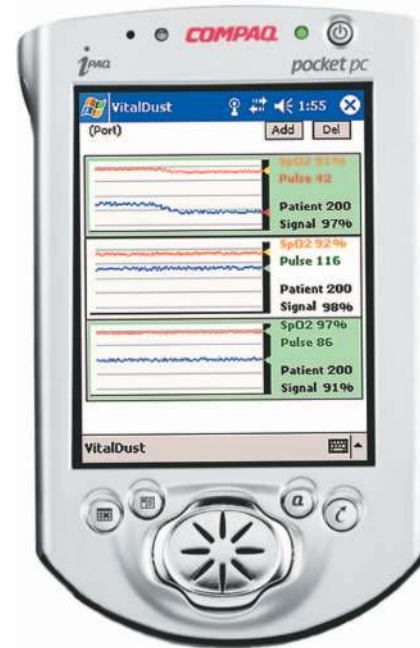 COMPAQ
iPAQ
pocket pc
VitalDust
1:55
(Port)
Add
Del
SpO2 91%
Pulse 42
Patient 200
Signal 97%
SpO2 92%
Pulse 116
Patient 200
Signal 98%
SpO2 97%
Pulse 86
Patient 200
Signal 91%
VitalDust
a